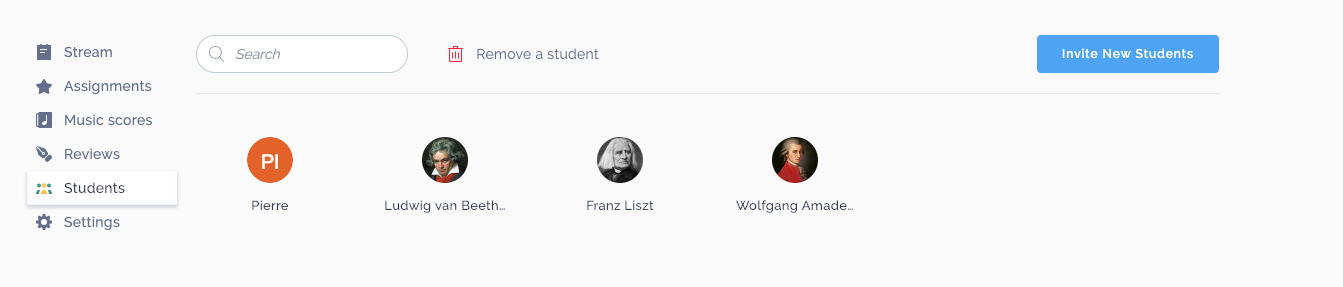 Stream
Assignments
Music scores
Reviews
Students
Settings
Search
Remove a student
Invite New Students
PI
Pierre
Ludwig van Beeth...
Franz Liszt
Wolfgang Amade...